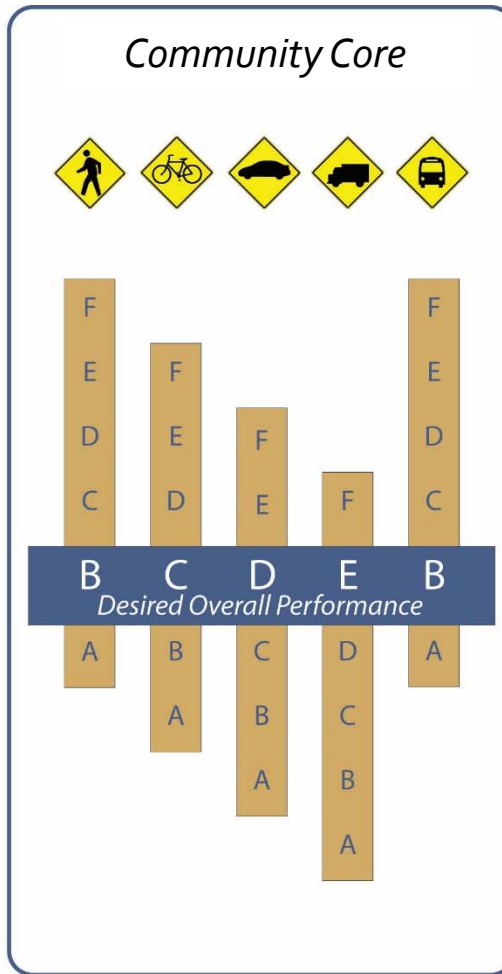 Community Core
F F
E F E
D E F D
C D E F C
B C D E B
Desired Overall Performance
A B C D A
A B C
A B
A